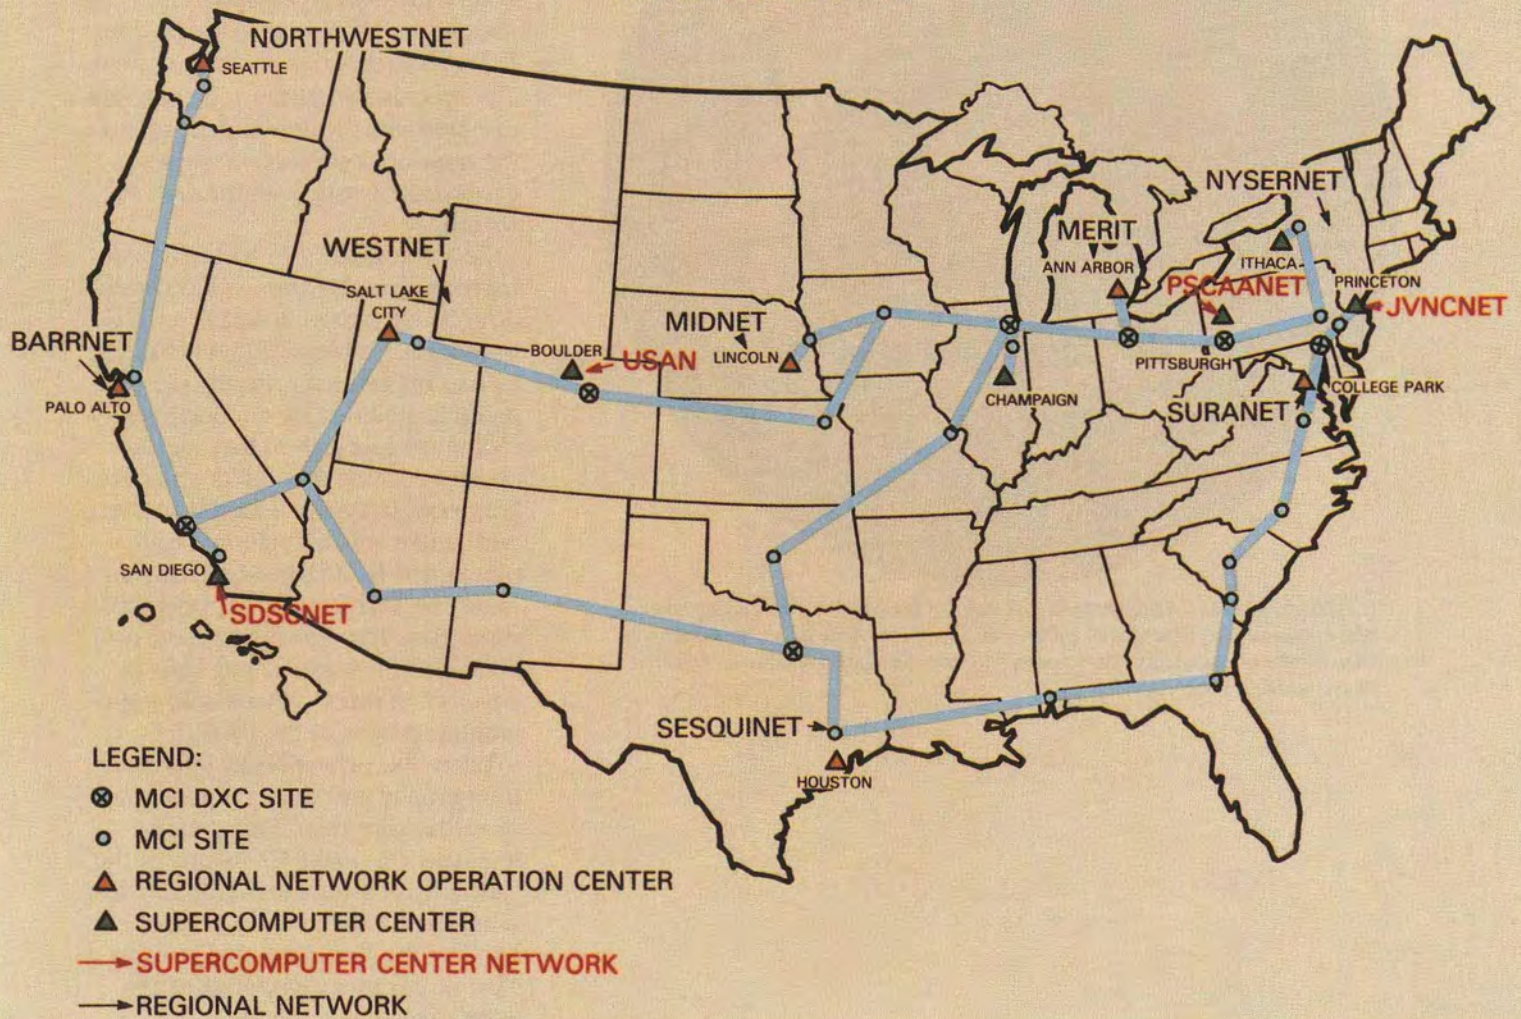 NORTHWESTNET
SEATTLE
NYSERNET
MERIT
WESTNET
ANN ARBOR
ITHACA
SALT LAKE
CITY
PSCAANET
PRINCETON
JVNCNET
MIDNET
BARRNET
BOULDER
USAN
LINCOLN
PITTSBURGH
PALO ALTO
CHAMPAIGN
COLLEGE PARK
SURANET
SAN DIEGO
SDSCNET
SESQUINET
HOUSTON
LEGEND:
MCI DXC SITE
MCI SITE
REGIONAL NETWORK OPERATION CENTER
SUPERCOMPUTER CENTER
SUPERCOMPUTER CENTER NETWORK
REGIONAL NETWORK